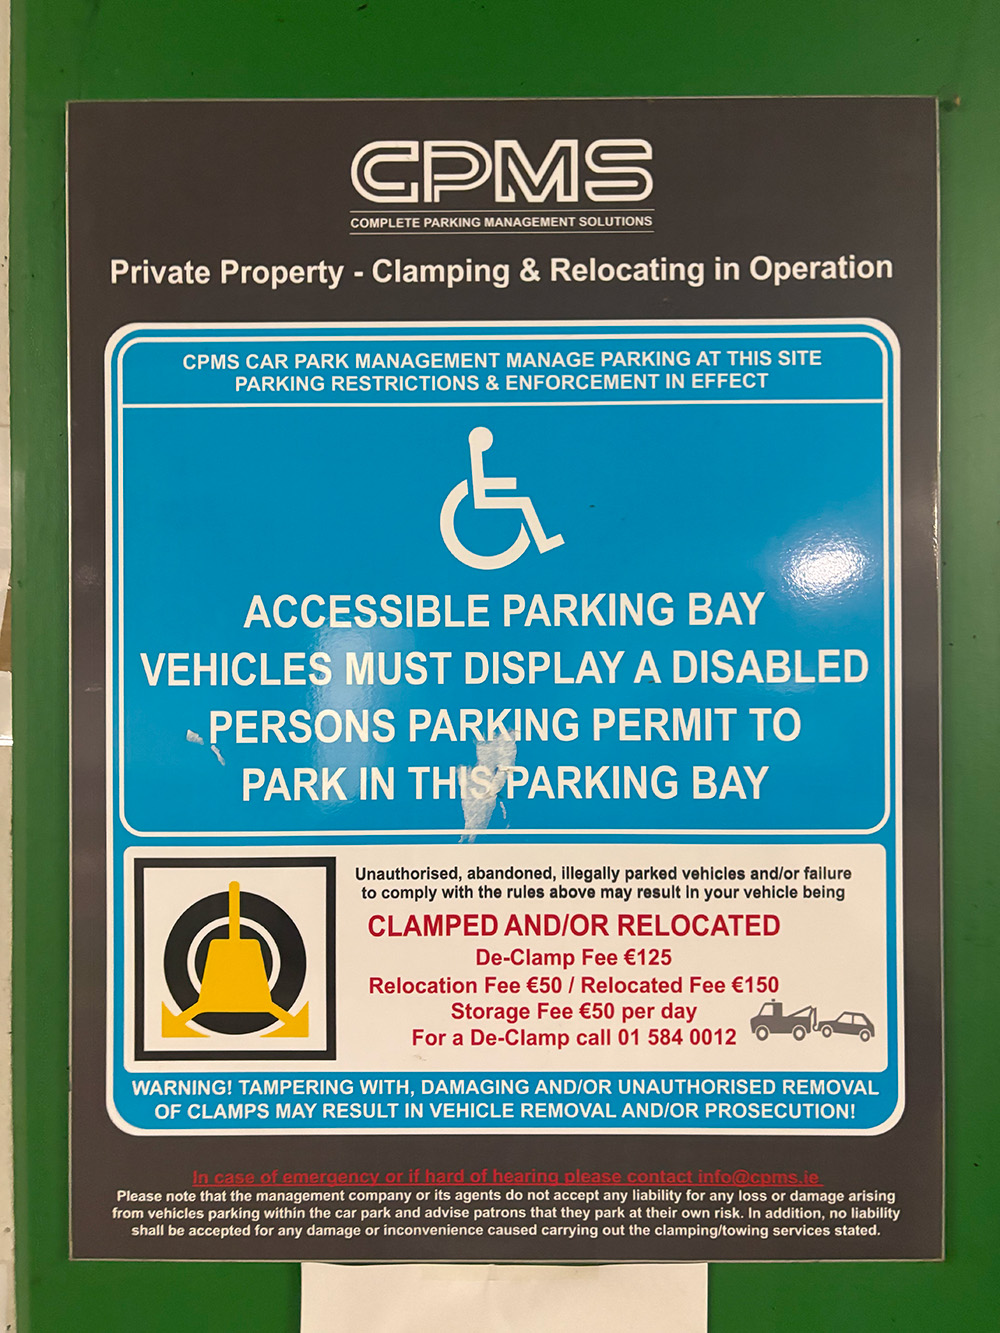 CPMS
COMPLETE PARKING MANAGEMENT SOLUTIONS
Private Property - Clamping & Relocating in Operation
CPMS CAR PARK MANAGEMENT MANAGE PARKING AT THIS SITE
PARKING RESTRICTIONS & ENFORCEMENT IN EFFECT
ACCESSIBLE PARKING BAY
VEHICLES MUST DISPLAY A DISABLED
PERSONS PARKING PERMIT TO
PARK IN THIS PARKING BAY
Unauthorised, abandoned, illegally parked vehicles and/or failure
to comply with the rules above may result in your vehicle being
CLAMPED AND/OR RELOCATED
De-Clamp Fee €125
Relocation Fee €50 / Relocated Fee €150
Storage Fee €50 per day
For a De-Clamp call 01 584 0012
WARNING! TAMPERING WITH, DAMAGING AND/OR UNAUTHORISED REMOVAL
OF CLAMPS MAY RESULT IN VEHICLE REMOVAL AND/OR PROSECUTION!
In case of emergency or if hard of hearing please contact info@cpms.ie
Please note that the management company or its agents do not accept any liability for any loss or damage arising
from vehicles parking within the car park and advise patrons that they park at their own risk. In addition, no liability
shall be accepted for any damage or inconvenience caused carrying out the clamping/towing services stated.